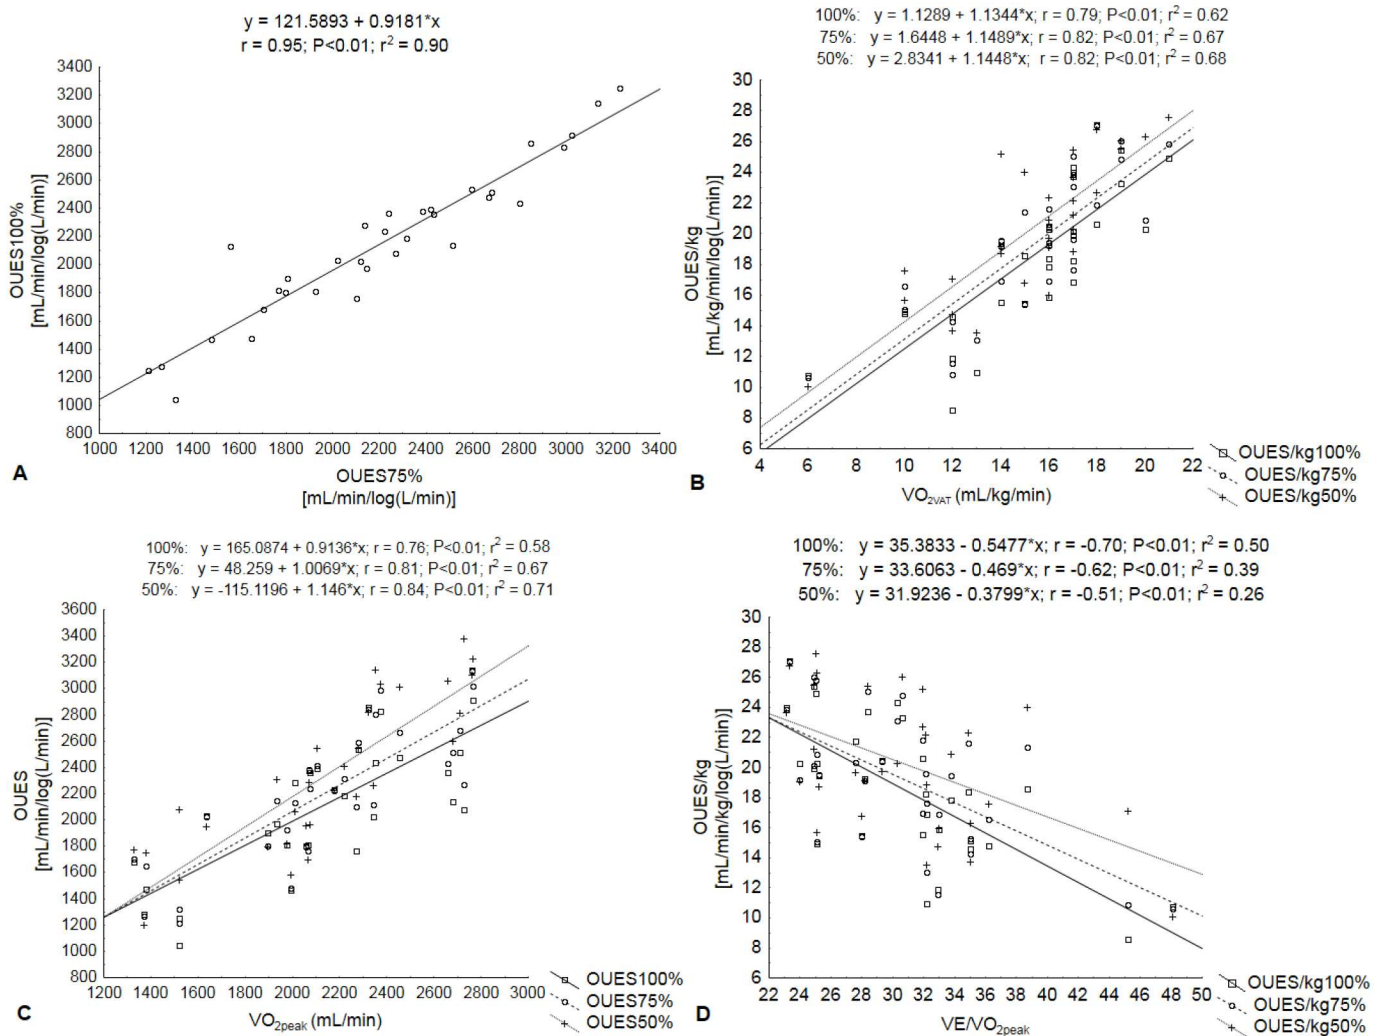 y = 121.5893 + 0.9181*x
r = 0.95; P<0.01; r² = 0.90
3400
3200
3000
2800
2600
2400
2200
2000
1800
1600
1400
1200
1000
800
OUES100%
[mL/min/log(L/min)]
1000 1200 1400 1600 1800 2000 2200 2400 2600 2800 3000 3200 3400
OUES75%
[mL/min/log(L/min)]
A
100%: y = 1.1289 + 1.1344*x; r = 0.79; P<0.01; r² = 0.62
75%: y = 1.6448 + 1.1489*x; r = 0.82; P<0.01; r² = 0.67
50%: y = 2.8341 + 1.1448*x; r = 0.82; P<0.01; r² = 0.68
30
28
26
24
22
20
18
16
14
12
10
8
6
OUES/kg
[mL/kg/min/log(L/min)]
4 6 8 10 12 14 16 18 20 22
VO₂VAT (mL/kg/min)
OUES/kg100%
OUES/kg75%
OUES/kg50%
B
100%: y = 165.0874 + 0.9136*x; r = 0.76; P<0.01; r² = 0.58
75%: y = 48.259 + 1.0069*x; r = 0.81; P<0.01; r² = 0.67
50%: y = -115.1196 + 1.146*x; r = 0.84; P<0.01; r² = 0.71
3600
3400
3200
3000
2800
2600
2400
2200
2000
1800
1600
1400
1200
1000
800
OUES
[mL/min/log(L/min)]
1200 1400 1600 1800 2000 2200 2400 2600 2800 3000
VO₂peak (mL/min)
OUES100%
OUES75%
OUES50%
C
100%: y = 35.3833 - 0.5477*x; r = -0.70; P<0.01; r² = 0.50
75%: y = 33.6063 - 0.469*x; r = -0.62; P<0.01; r² = 0.39
50%: y = 31.9236 - 0.3799*x; r = -0.51; P<0.01; r² = 0.26
30
28
26
24
22
20
18
16
14
12
10
8
6
OUES/kg
[mL/min/kg/log(L/min)]
22 24 26 28 30 32 34 36 38 40 42 44 46 48 50
VE/VO₂peak
OUES/kg100%
OUES/kg75%
OUES/kg50%
D